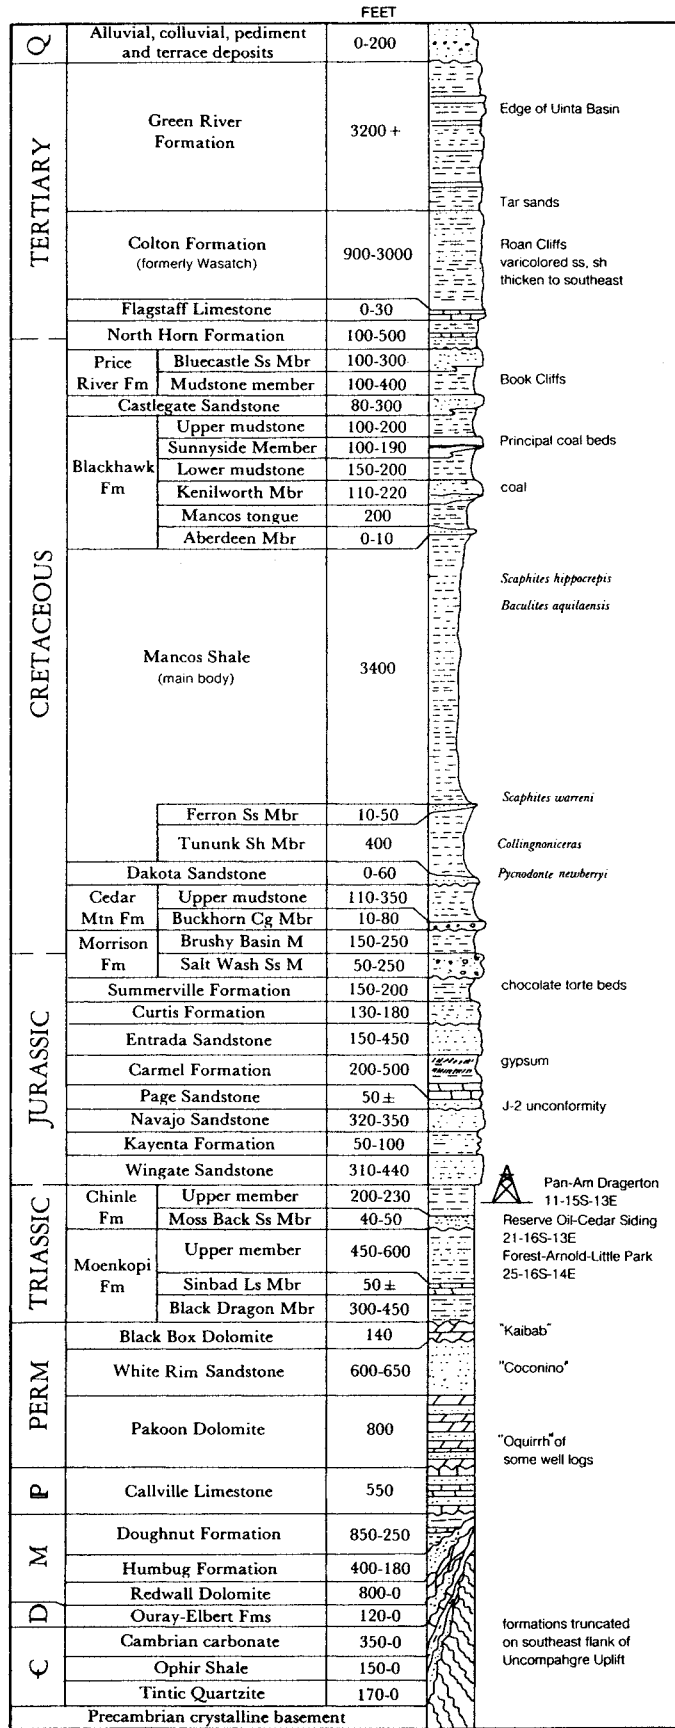 FEET
Q
Alluvial, colluvial, pediment
and terrace deposits
0-200
TERTIARY
Green River
Formation
3200 +
Edge of Uinta Basin
Tar sands
Colton Formation
(formerly Wasatch)
900-3000
Roan Cliffs
varicolored ss, sh
thicken to southeast
Flagstaff Limestone
0-30
North Horn Formation
100-500
CRETACEOUS
Price
River Fm
Bluecastle Ss Mbr
100-300
Mudstone member
100-400
Book Cliffs
Castlegate Sandstone
80-300
Blackhawk
Fm
Upper mudstone
100-200
Sunnyside Member
100-190
Principal coal beds
Lower mudstone
150-200
Kenilworth Mbr
110-220
coal
Mancos tongue
200
Aberdeen Mbr
0-10
Mancos Shale
(main body)
3400
Scaphites hippocrepis
Baculites aquilaensis
Scaphites warreni
Ferron Ss Mbr
10-50
Tununk Sh Mbr
400
Collingnoniceras
Dakota Sandstone
0-60
Pycnodonte newberryi
Cedar
Mtn Fm
Upper mudstone
110-350
Buckhorn Cg Mbr
10-80
Morrison
Fm
Brushy Basin M
150-250
Salt Wash Ss M
50-250
JURASSIC
Summerville Formation
150-200
chocolate torte beds
Curtis Formation
130-180
Entrada Sandstone
150-450
Carmel Formation
200-500
gypsum
Page Sandstone
50 ±
J-2 unconformity
Navajo Sandstone
320-350
Kayenta Formation
50-100
Wingate Sandstone
310-440
TRIASSIC
Chinle
Fm
Upper member
200-230
Moss Back Ss Mbr
40-50
Pan-Am Dragerton
11-15S-13E
Reserve Oil-Cedar Siding
21-16S-13E
Forest-Arnold-Little Park
25-16S-14E
Moenkopi
Fm
Upper member
450-600
Sinbad Ls Mbr
50 ±
Black Dragon Mbr
300-450
PERM
Black Box Dolomite
140
"Kaibab"
White Rim Sandstone
600-650
"Coconino"
Pakoon Dolomite
800
"Oquirrh" of
some well logs
ℙ
Callville Limestone
550
M
Doughnut Formation
850-250
Humbug Formation
400-180
Redwall Dolomite
800-0
D
Ouray-Elbert Fms
120-0
Є
Cambrian carbonate
350-0
Ophir Shale
150-0
Tintic Quartzite
170-0
formations truncated
on southeast flank of
Uncompahgre Uplift
Precambrian crystalline basement